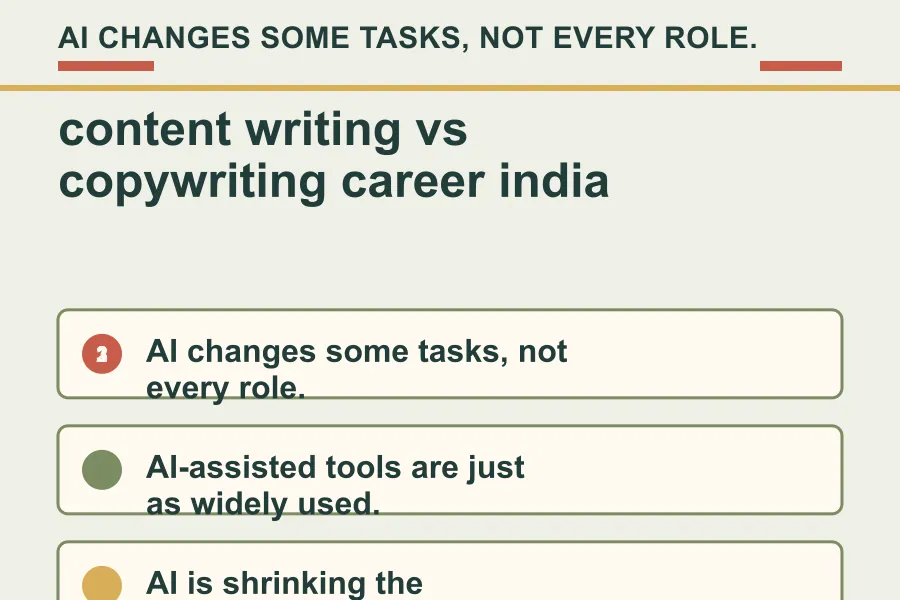 AI CHANGES SOME TASKS, NOT EVERY ROLE.
content writing vs
copywriting career india
AI changes some tasks, not
every role.
AI-assisted tools are just
as widely used.
AI is shrinking the